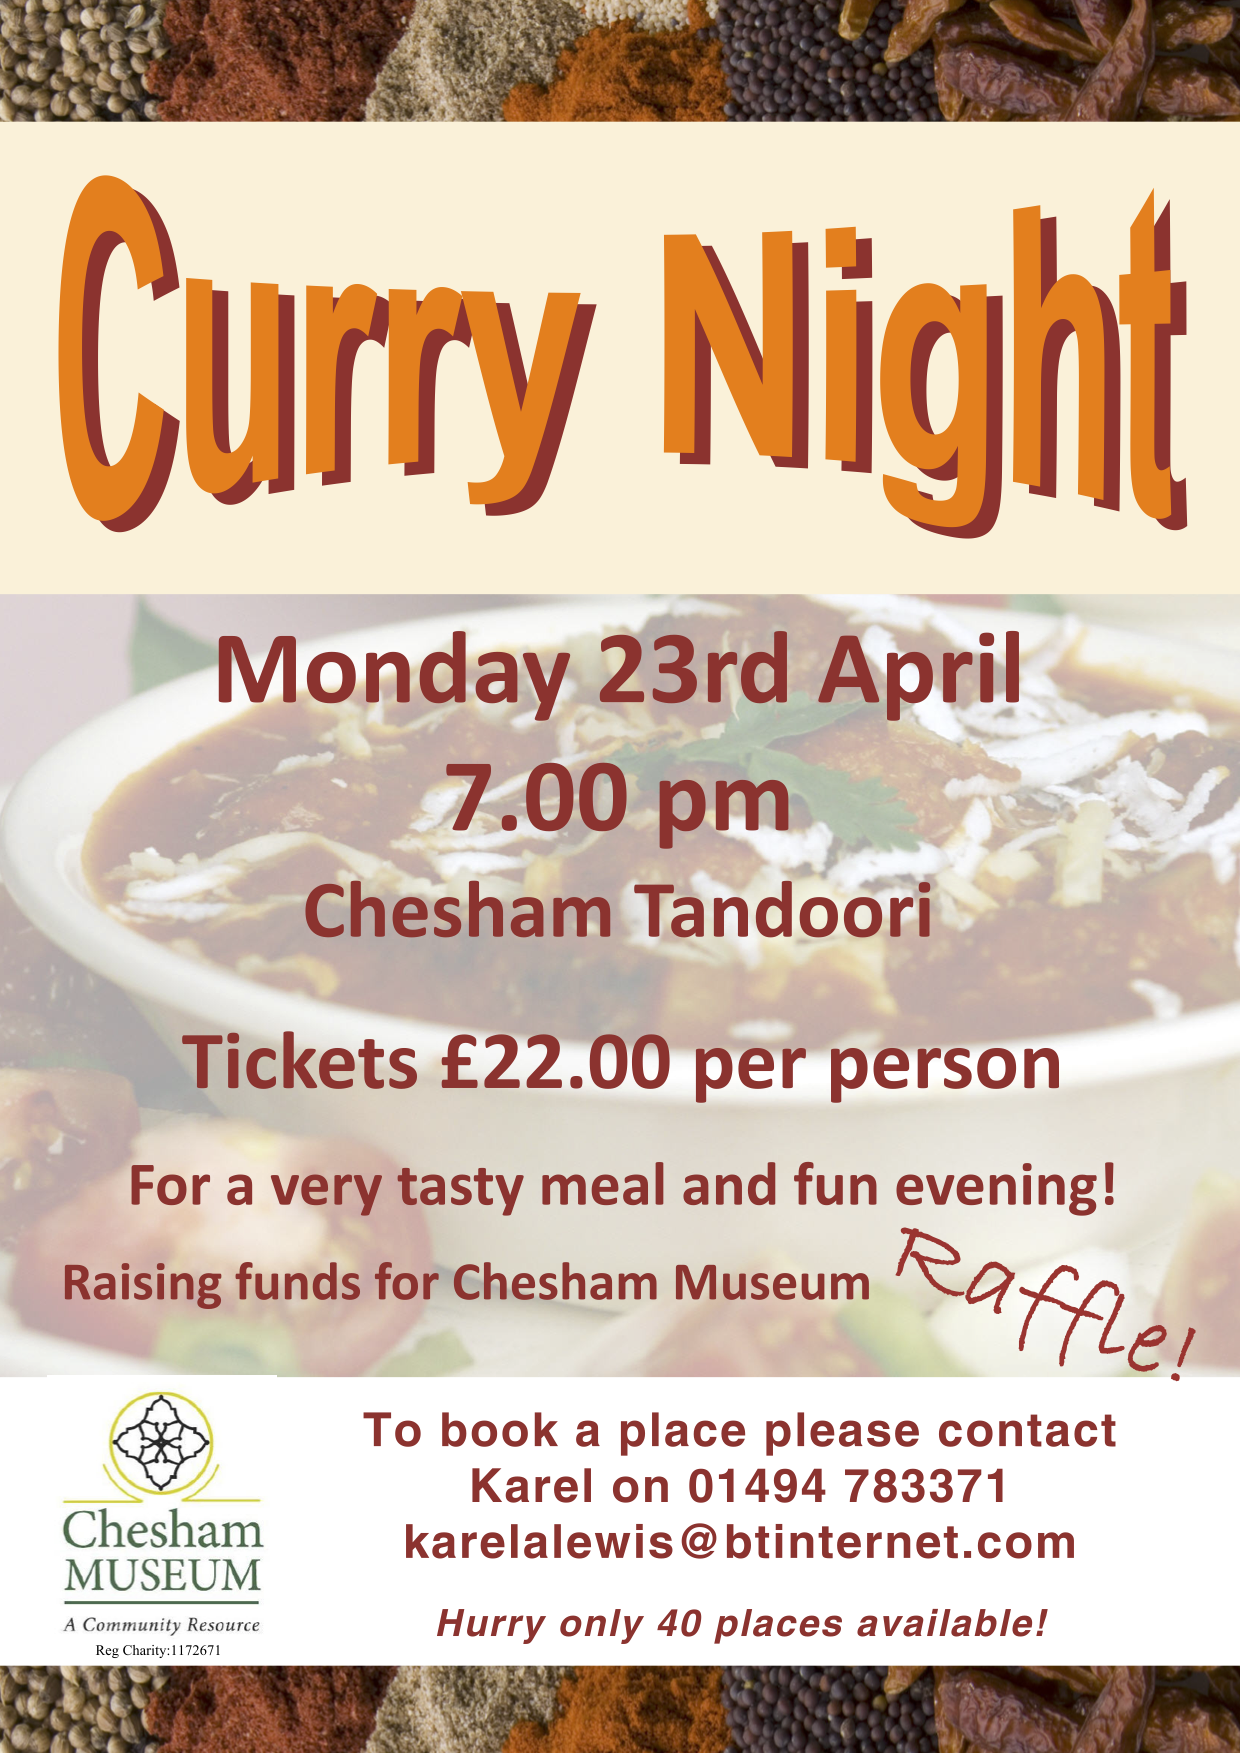 Curry Night
Monday 23rd April
7.00 pm
Chesham Tandoori
Tickets £22.00 per person
For a very tasty meal and fun evening!
Raising funds for Chesham Museum
Raffle!
Chesham
MUSEUM
A Community Resource
Reg Charity:1172671
To book a place please contact
Karel on 01494 783371
karelalewis@btinternet.com
Hurry only 40 places available!